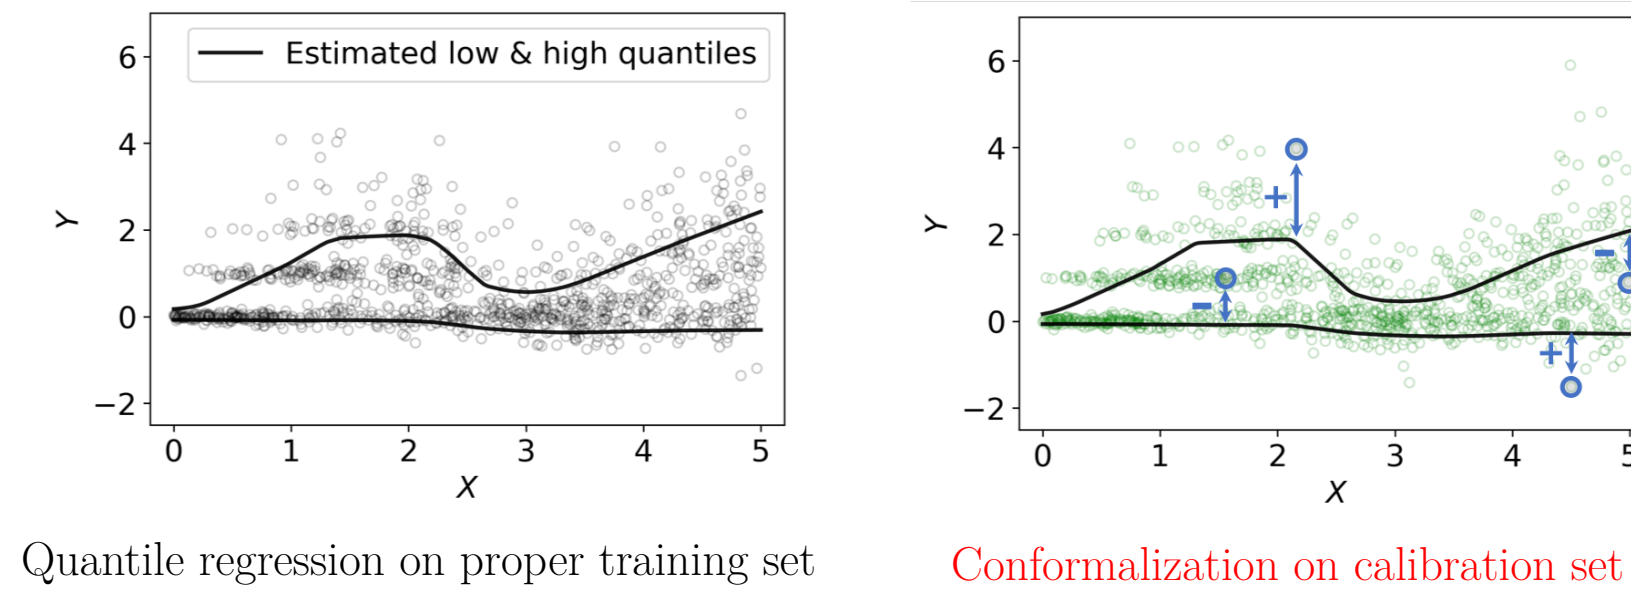 Estimated low & high quantiles
6
4
2
0
−2
Y
0 1 2 3 4 5
X
Quantile regression on proper training set
6
4
2
0
−2
Y
+
−
−
+
0 1 2 3 4 5
X
Conformalization on calibration set